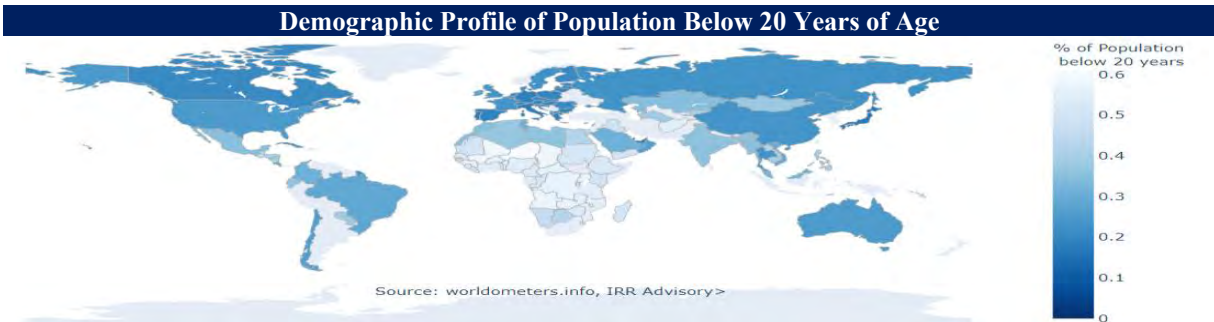 Demographic Profile of Population Below 20 Years of Age
% of Population
below 20 years
0.6
0.5
0.4
0.3
0.2
0.1
0
Source: worldometers.info, IRR Advisory>